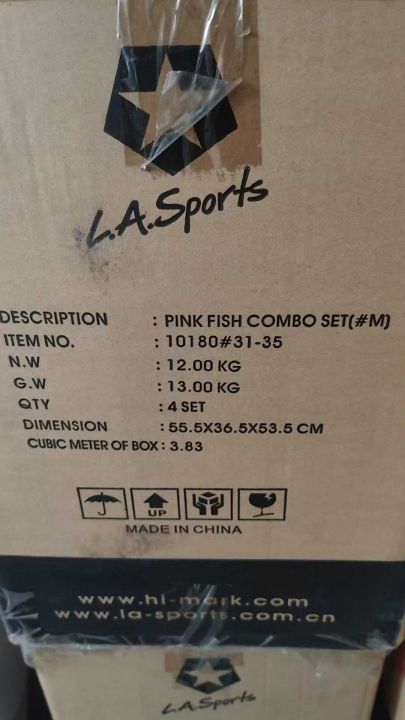 L.A.Sports
DESCRIPTION : PINK FISH COMBO SET(#M)
ITEM NO. : 10180#31-35
N.W : 12.00 KG
G.W : 13.00 KG
QTY : 4 SET
DIMENSION : 55.5X36.5X53.5 CM
CUBIC METER OF BOX : 3.83
UP
MADE IN CHINA
www.hi-mark.com
www.la-sports.com.cn
L.A.Sports